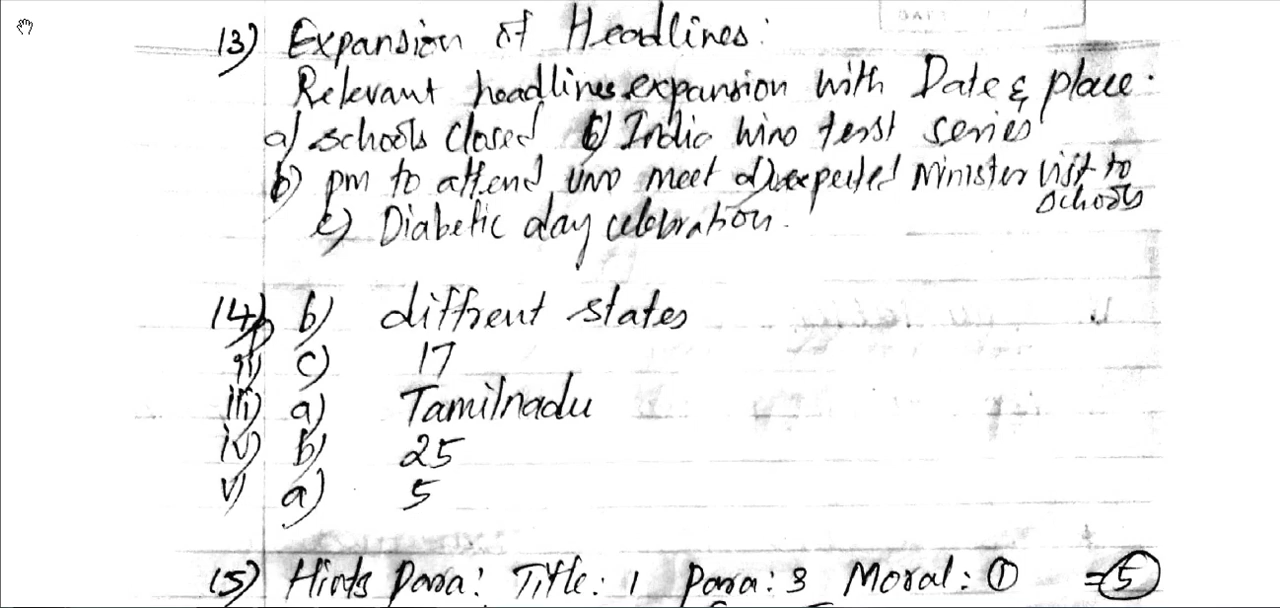 13) Expansion of Headlines:
Relevant headlines expansion with Date & place.
a) schools closed b) India wins test series
b) pm to attend uno meet d) expected Minister visit to
schools
e) Diabetic day celebration.
14) b) diffrent states
ii) c) 17
iii) a) Tamilnadu
iv) b) 25
v) a) 5
15) Hints Para: Title: 1 Para: 3 Moral: 1 = 5